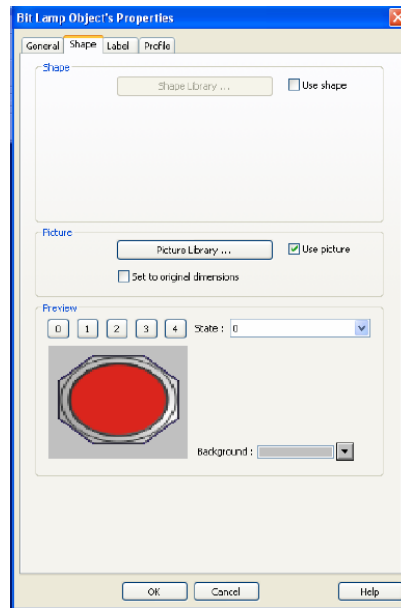 Bit Lamp Object's Properties
General Shape Label Profile
Shape
Shape Library ... Use shape
Picture
Picture Library ... Use picture
Set to original dimensions
Preview
0 1 2 3 4 State : 0
Background :
OK Cancel Help